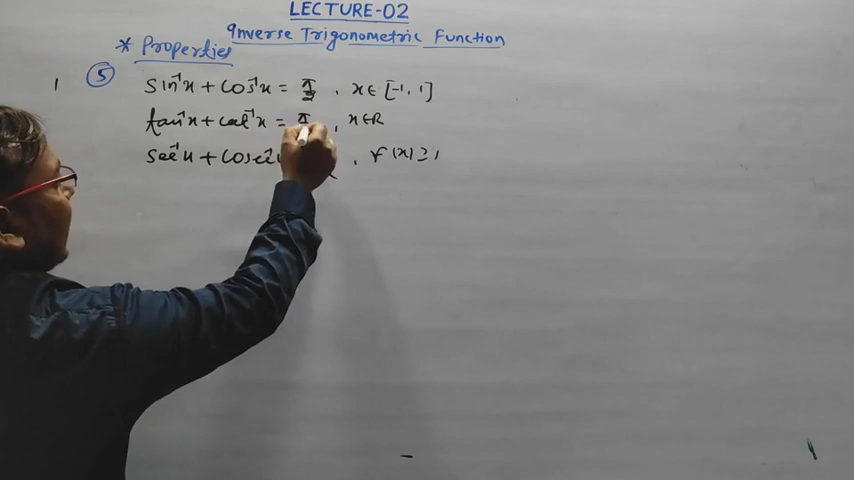 LECTURE-02
Inverse Trigonometric Function
* Properties
1 ⑤ sin⁻¹x + cos⁻¹x = π/2 , x∈ [-1, 1]
tan⁻¹x + cot⁻¹x = π , x∈R
sec⁻¹x + cosec⁻¹ , ∀ |x| ≥ 1